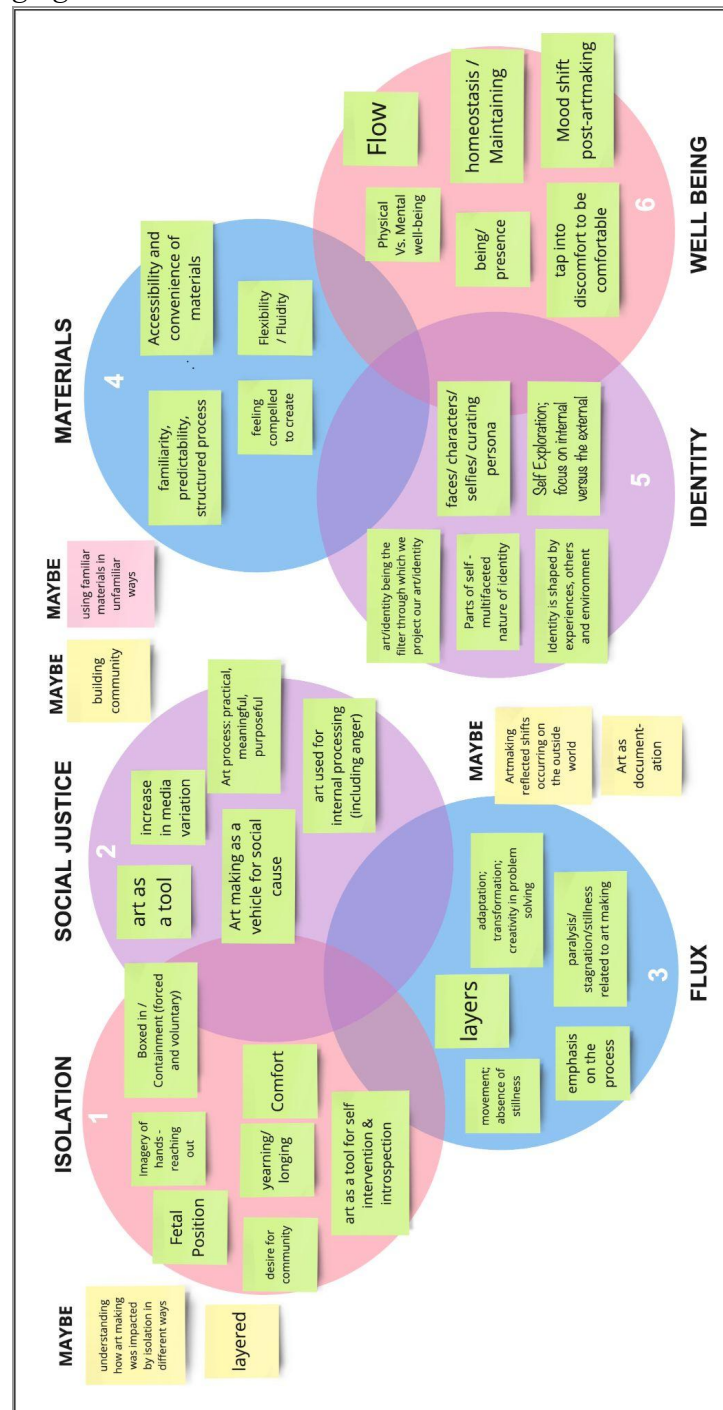 MAYBE
understanding
how art making
was impacted
by isolation in
different ways
layered
ISOLATION
1
Boxed in /
Containment (forced
and voluntary)
Imagery of
hands -
reaching
out
Fetal
Position
Comfort
yearning/
longing
desire for
community
art as a tool for self
intervention &
introspection
SOCIAL JUSTICE
2
increase
in media
variation
art as
a tool
Art process: practical,
meaningful,
purposeful
Art making as a
vehicle for social
cause
art used for
internal processing
(including anger)
FLUX
3
layers
adaptation;
transformation;
creativity in problem
solving
movement;
absence of
stillness
paralysis/
stagnation/stillness
related to art making
emphasis
on the
process
MAYBE
building
community
MAYBE
using familiar
materials in
unfamiliar
ways
MAYBE
Artmaking
reflected shifts
occurring on
the outside
world
Art as
document-
ation
MATERIALS
4
Accessibility and
convenience of
materials
familiarity,
predictability,
structured process
Flexibility
/ Fluidity
feeling
compelled
to create
IDENTITY
5
art/identity being the
filter through which we
project our art/identity
faces/ characters/
selfies/ curating
persona
Parts of self -
multifaceted
nature of identity
Self Exploration;
focus on internal
versus the external
Identity is shaped by
experiences, others
and environment
WELL BEING
6
Flow
Physical
Vs. Mental
well-being
homeostasis /
Maintaining
being/
presence
Mood shift
post-artmaking
tap into
discomfort to be
comfortable